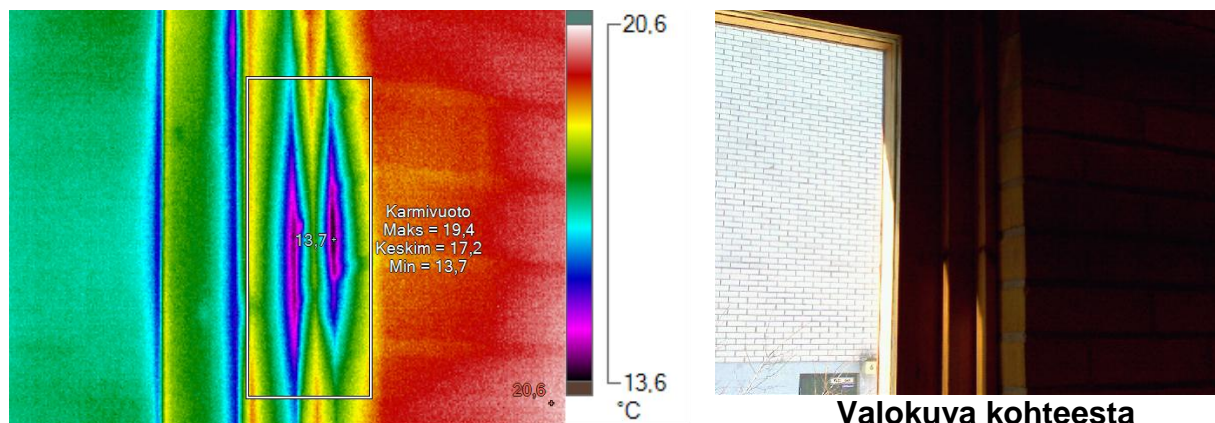 20,6
Karmivuoto
Maks = 19,4
13,7
Keskim = 17,2
Min = 13,7
20,6
13,6
°C
Valokuva kohteesta